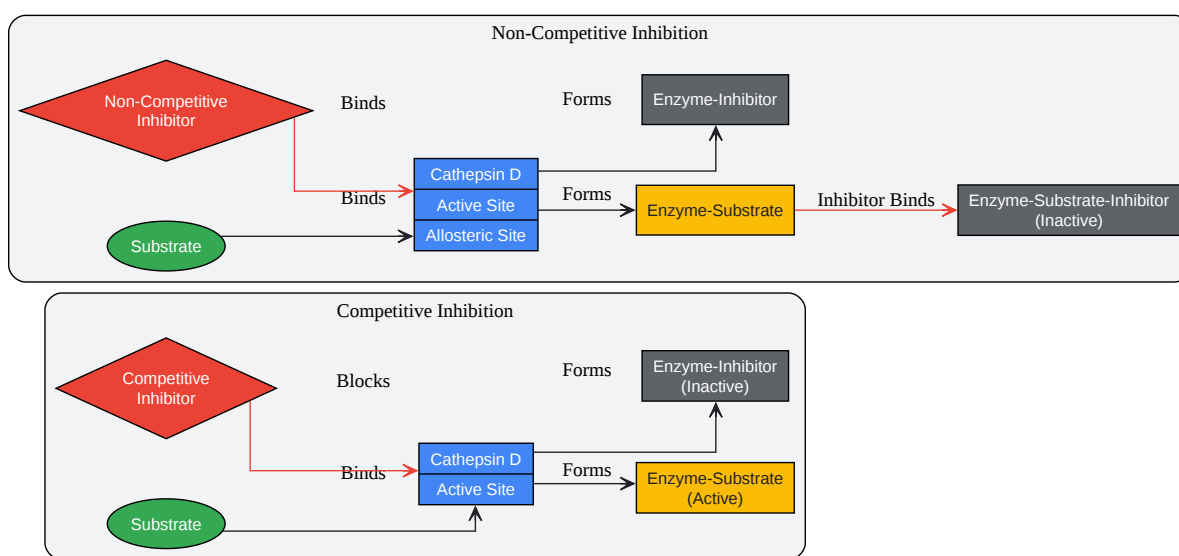 Non-Competitive Inhibition
Non-Competitive
Inhibitor
Binds
Forms
Enzyme-Inhibitor
Cathepsin D
Active Site
Allosteric Site
Binds
Forms
Enzyme-Substrate
Inhibitor Binds
Enzyme-Substrate-Inhibitor
(Inactive)
Substrate
Competitive Inhibition
Competitive
Inhibitor
Blocks
Forms
Enzyme-Inhibitor
(Inactive)
Cathepsin D
Active Site
Binds
Forms
Enzyme-Substrate
(Active)
Substrate